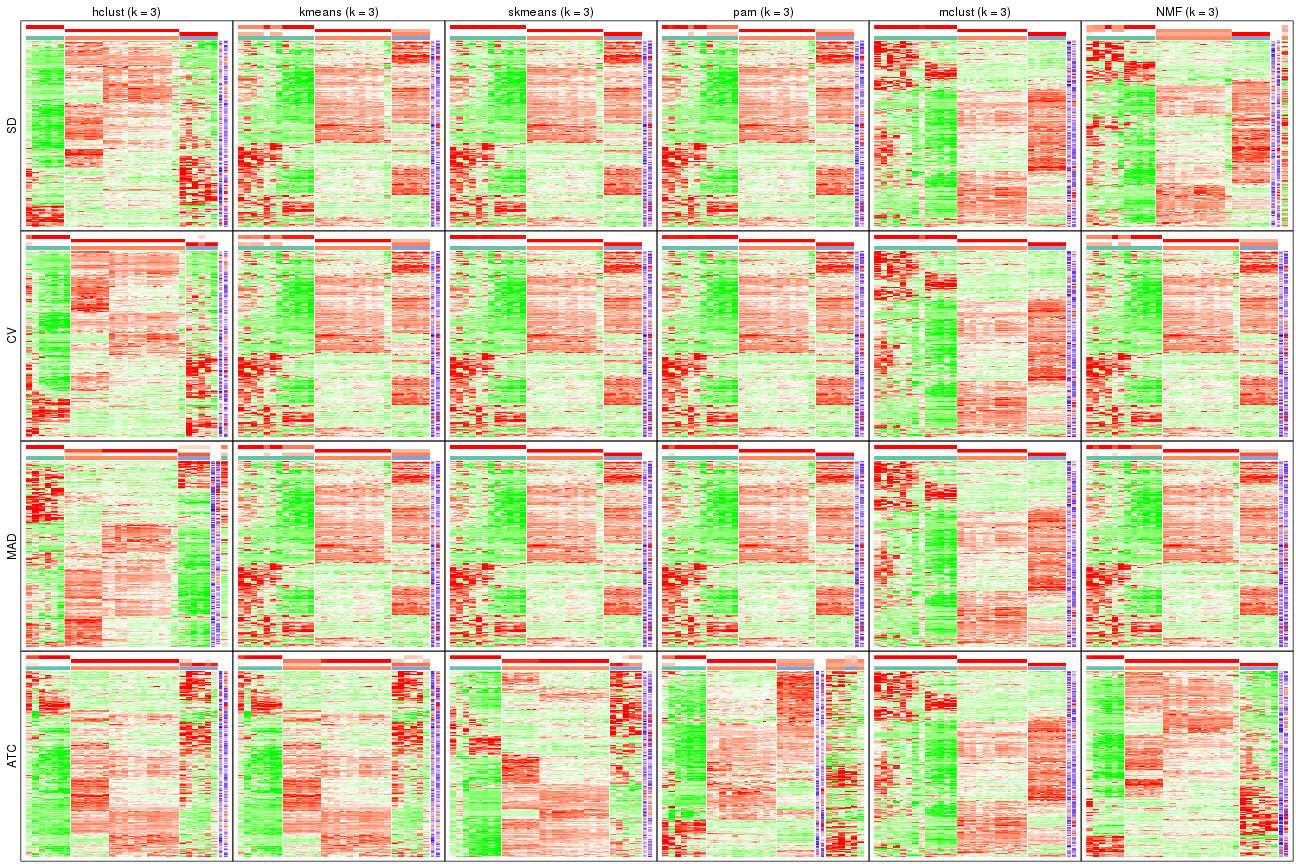 hclust (k = 3) kmeans (k = 3) skmeans (k = 3) pam (k = 3) mclust (k = 3) NMF (k = 3)
SD
CV
MAD
ATC